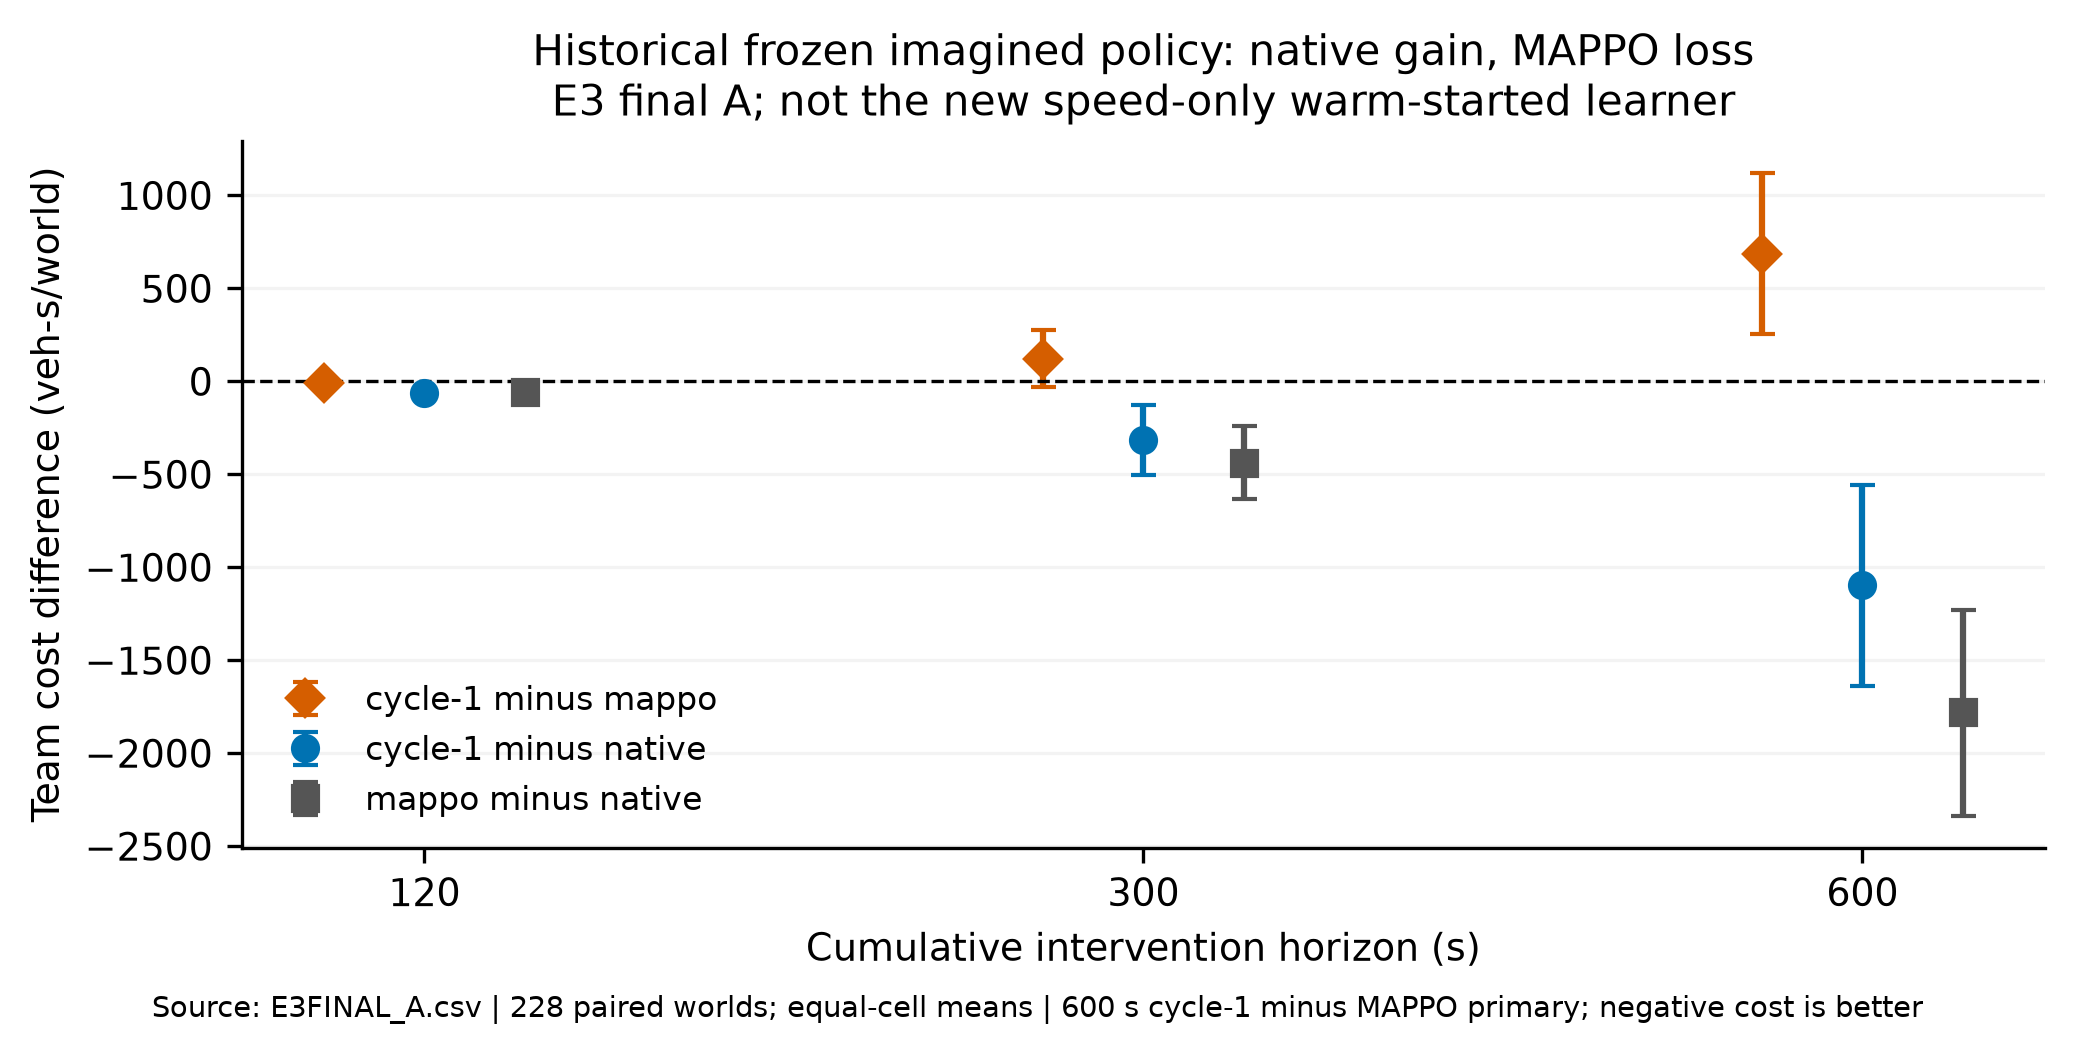 Historical frozen imagined policy: native gain, MAPPO loss
E3 final A; not the new speed-only warm-started learner
Team cost difference (veh-s/world)
1000
500
0
−500
−1000
−1500
−2000
−2500
cycle-1 minus mappo
cycle-1 minus native
mappo minus native
120
300
600
Cumulative intervention horizon (s)
Source: E3FINAL_A.csv | 228 paired worlds; equal-cell means | 600 s cycle-1 minus MAPPO primary; negative cost is better